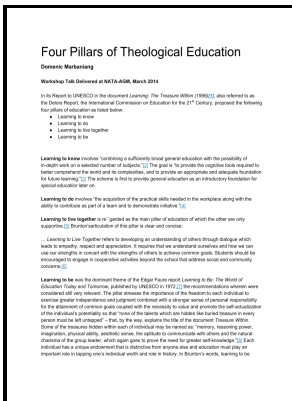 Four Pillars of Theological Education
Domenic Marbaniang
Workshop Talk Delivered at NATA-AGM, March 2014
In its Report to UNESCO in the document Learning: The Treasure Within (1996)[1], also referred to as
the Delors Report, the International Commission on Education for the 21st Century, proposed the following
four pillars of education as listed below:
● Learning to know
● Learning to do
● Learning to live together
● Learning to be
Learning to know involves "combining a sufficiently broad general education with the possibility of
in-depth work on a selected number of subjects."[2] The goal is "to provide the cognitive tools required to
better comprehend the world and its complexities, and to provide an appropriate and adequate foundation
for future learning."[3] The scheme is first to provide general education as an introductory foundation for
special education later on.
Learning to do involves "the acquisition of the practical skills needed in the workplace along with the
ability to contribute as part of a team and to demonstrate initiative."[4]
Learning to live together is re`garded as the main pillar of education of which the other are only
supportive.[5] Brunton'sarticulation of this pillar is clear and concise:
... Learning to Live Together refers to developing an understanding of others through dialogue which
leads to empathy, respect and appreciation. It requires that we understand ourselves and how we can
use our strengths in concert with the strengths of others to achieve common goals. Students should be
encouraged to engage in cooperative activities beyond the school that address social and community
concerns.[6]
Learning to be was the dominant theme of the Edgar Faure report Learning to Be: The World of
Education Today and Tomorrow, published by UNESCO in 1972,[7] the recommendations wherein were
considered still very relevant. The pillar stresses the importance of the freedom to each individual to
exercise greater independence and judgment combined with a stronger sense of personal responsibility
for the attainment of common goals coupled with the necessity to value and promote the self-actualization
of the individual's potentiality so that "none of the talents which are hidden like buried treasure in every
person must be left untapped" – that, by the way, explains the title of the document Treasure Within.
Some of the treasures hidden within each of individual may be named as: "memory, reasoning power,
imagination, physical ability, aesthetic sense, the aptitude to communicate with others and the natural
charisma of the group leader, which again goes to prove the need for greater self-knowledge."[8] Each
individual has a unique endowment that is distinctive from anyone else and education must play an
important role in tapping one's individual worth and role in history. In Brunton's words, learning to be